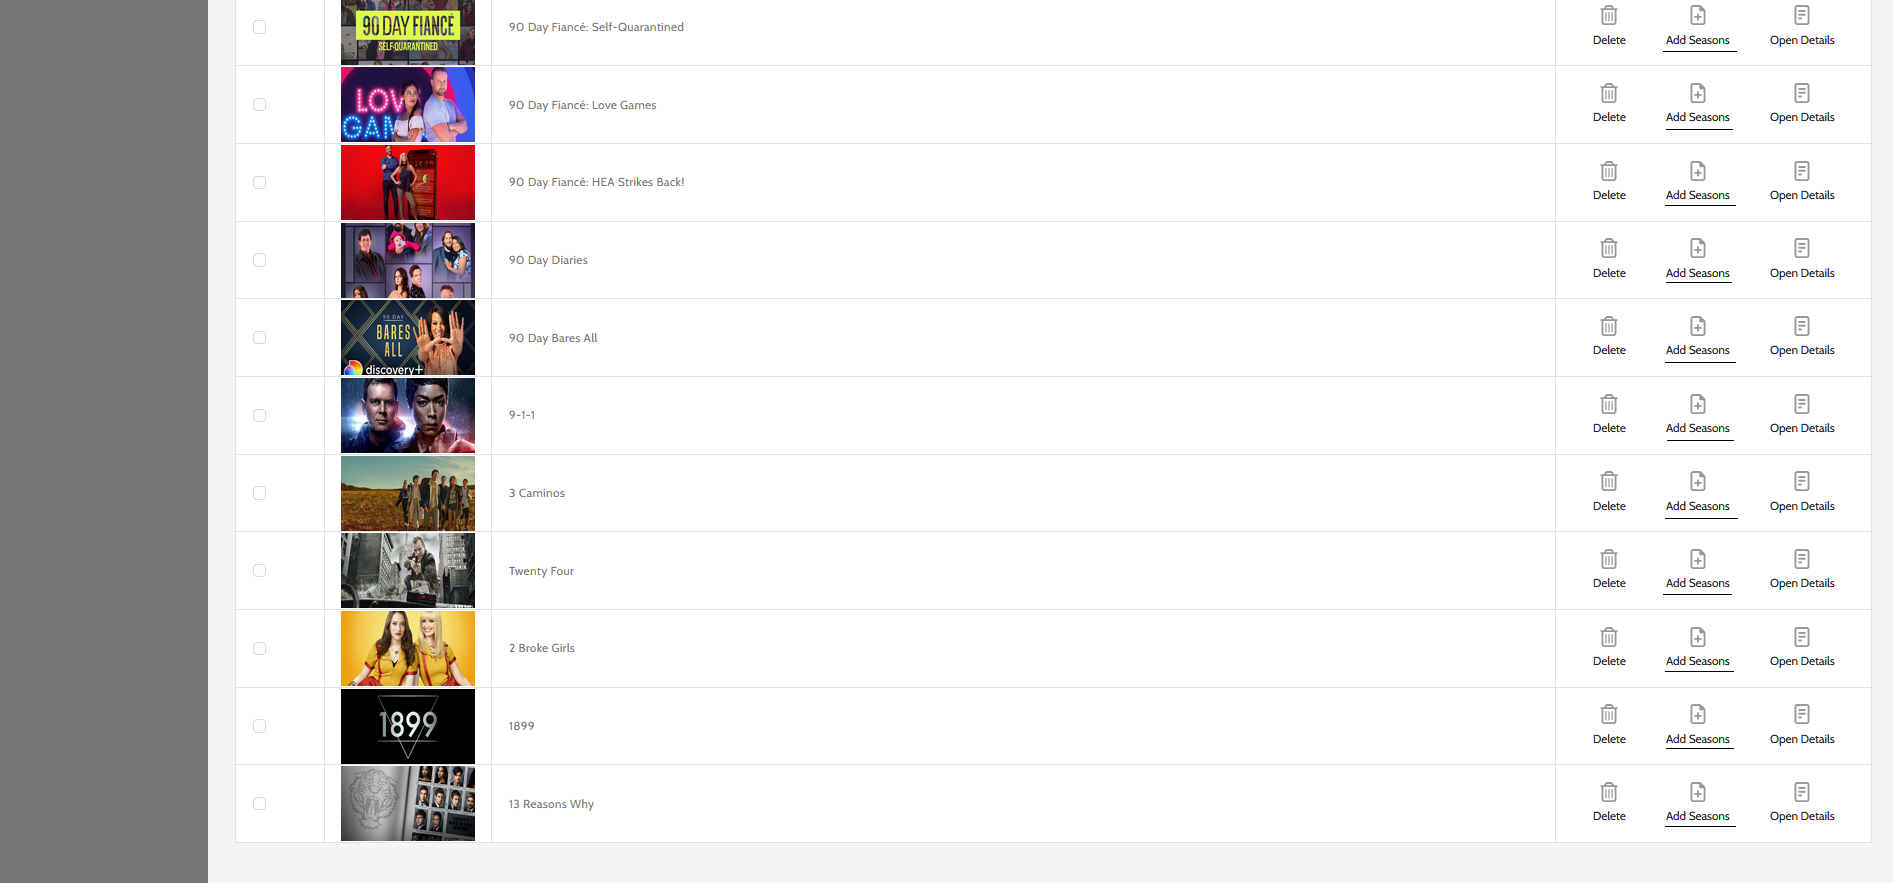 90 DAY FIANCÉ
SELF-QUARANTINED
90 Day Fiancé: Self-Quarantined
Delete
Add Seasons
Open Details
LOV
GAM
90 Day Fiancé: Love Games
Delete
Add Seasons
Open Details
90 Day Fiancé: HEA Strikes Back!
Delete
Add Seasons
Open Details
90 Day Diaries
Delete
Add Seasons
Open Details
90 DAY
BARES
ALL
discovery+
90 Day Bares All
Delete
Add Seasons
Open Details
9-1-1
Delete
Add Seasons
Open Details
3 Caminos
Delete
Add Seasons
Open Details
Twenty Four
Delete
Add Seasons
Open Details
2 Broke Girls
Delete
Add Seasons
Open Details
1899
1899
Delete
Add Seasons
Open Details
13 Reasons Why
Delete
Add Seasons
Open Details